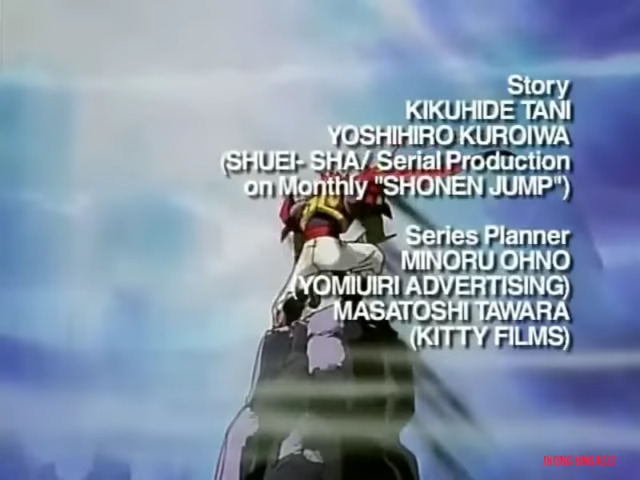 Story
KIKUHIDE TANI
YOSHIHIRO KUROIWA
(SHUEI- SHA/ Serial Production
on Monthly "SHONEN JUMP")
Series Planner
MINORU OHNO
(YOMIUIRI ADVERTISING)
MASATOSHI TAWARA
(KITTY FILMS)